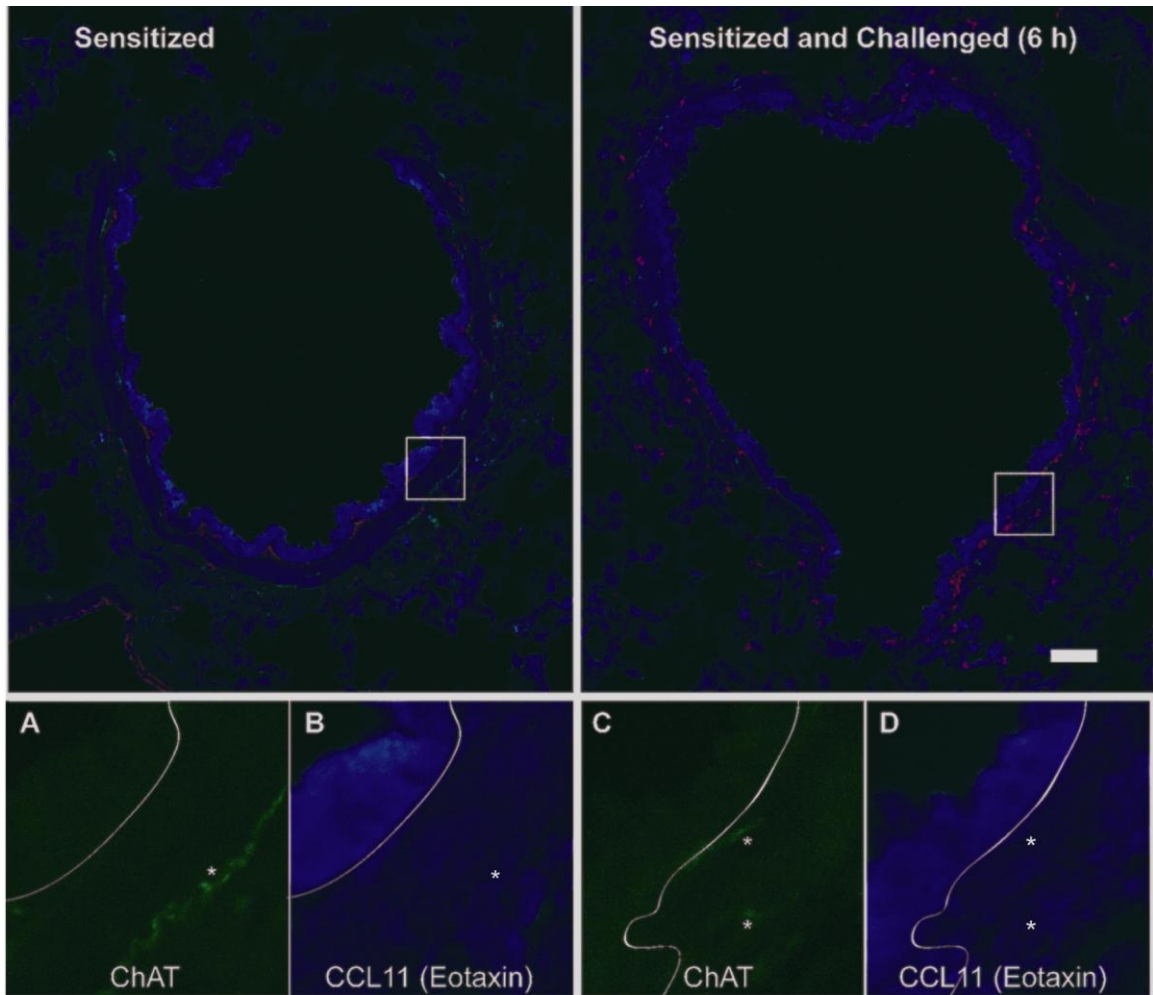 Sensitized
Sensitized and Challenged (6 h)
A
B
C
D
*
*
*
*
*
*
ChAT
CCL11 (Eotaxin)
ChAT
CCL11 (Eotaxin)